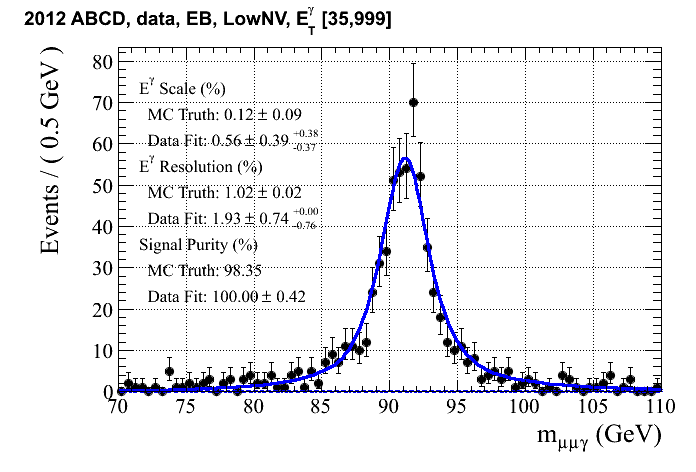 2012 ABCD, data, EB, LowNV, E_T^γ [35,999]
Events / ( 0.5 GeV )
80
70
60
50
40
30
20
10
0
E^γ Scale (%)
MC Truth: 0.12 ± 0.09
Data Fit: 0.56 ± 0.39 +0.38 -0.37
E^γ Resolution (%)
MC Truth: 1.02 ± 0.02
Data Fit: 1.93 ± 0.74 +0.00 -0.76
Signal Purity (%)
MC Truth: 98.35
Data Fit: 100.00 ± 0.42
70 75 80 85 90 95 100 105 110
m_μμγ (GeV)